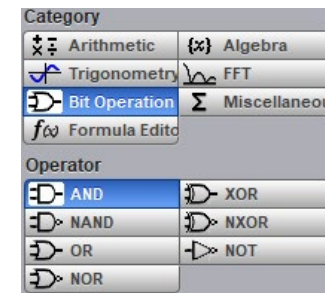 Category
Arithmetic {x} Algebra
Trigonometry FFT
Bit Operation Σ Miscellaneou
f(x) Formula Edito
Operator
AND XOR
NAND NXOR
OR NOT
NOR